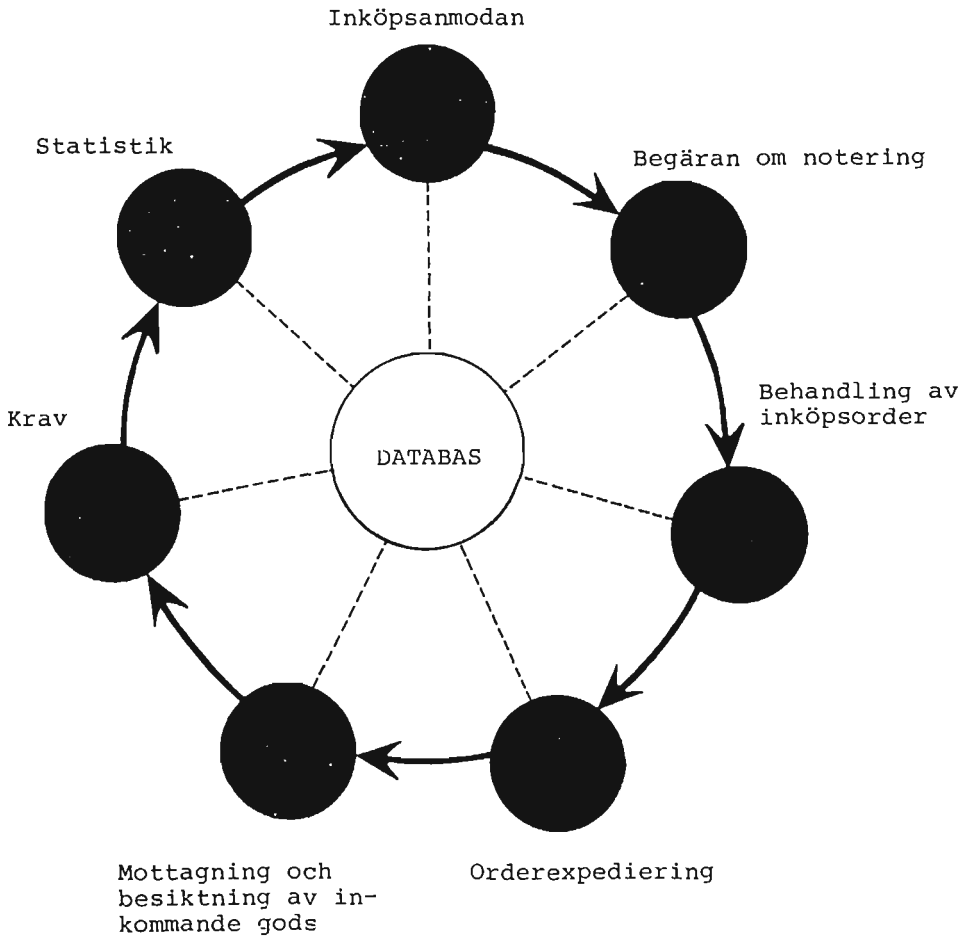 Inköpsanmodan
Statistik
Begäran om notering
Behandling av
inköpsorder
Krav
DATABAS
Mottagning och
besiktning av in-
kommande gods
Orderexpediering